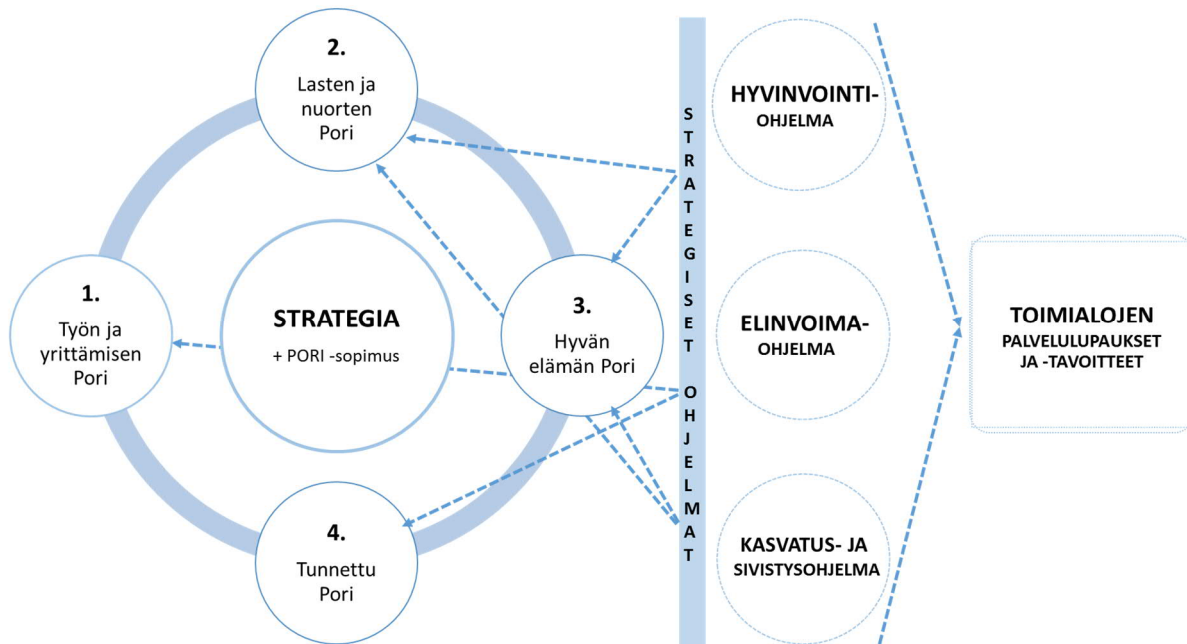 1.
Työn ja
yrittämisen
Pori
2.
Lasten ja
nuorten
Pori
STRATEGIA
+ PORI -sopimus
3.
Hyvän
elämän Pori
4.
Tunnettu
Pori
STRATEGISET OHJELMAT
HYVINVOINTI-
OHJELMA
ELINVOIMA-
OHJELMA
KASVATUS- JA
SIVISTYSOHJELMA
TOIMIALOJEN
PALVELULUPAUKSET
JA -TAVOITTEET